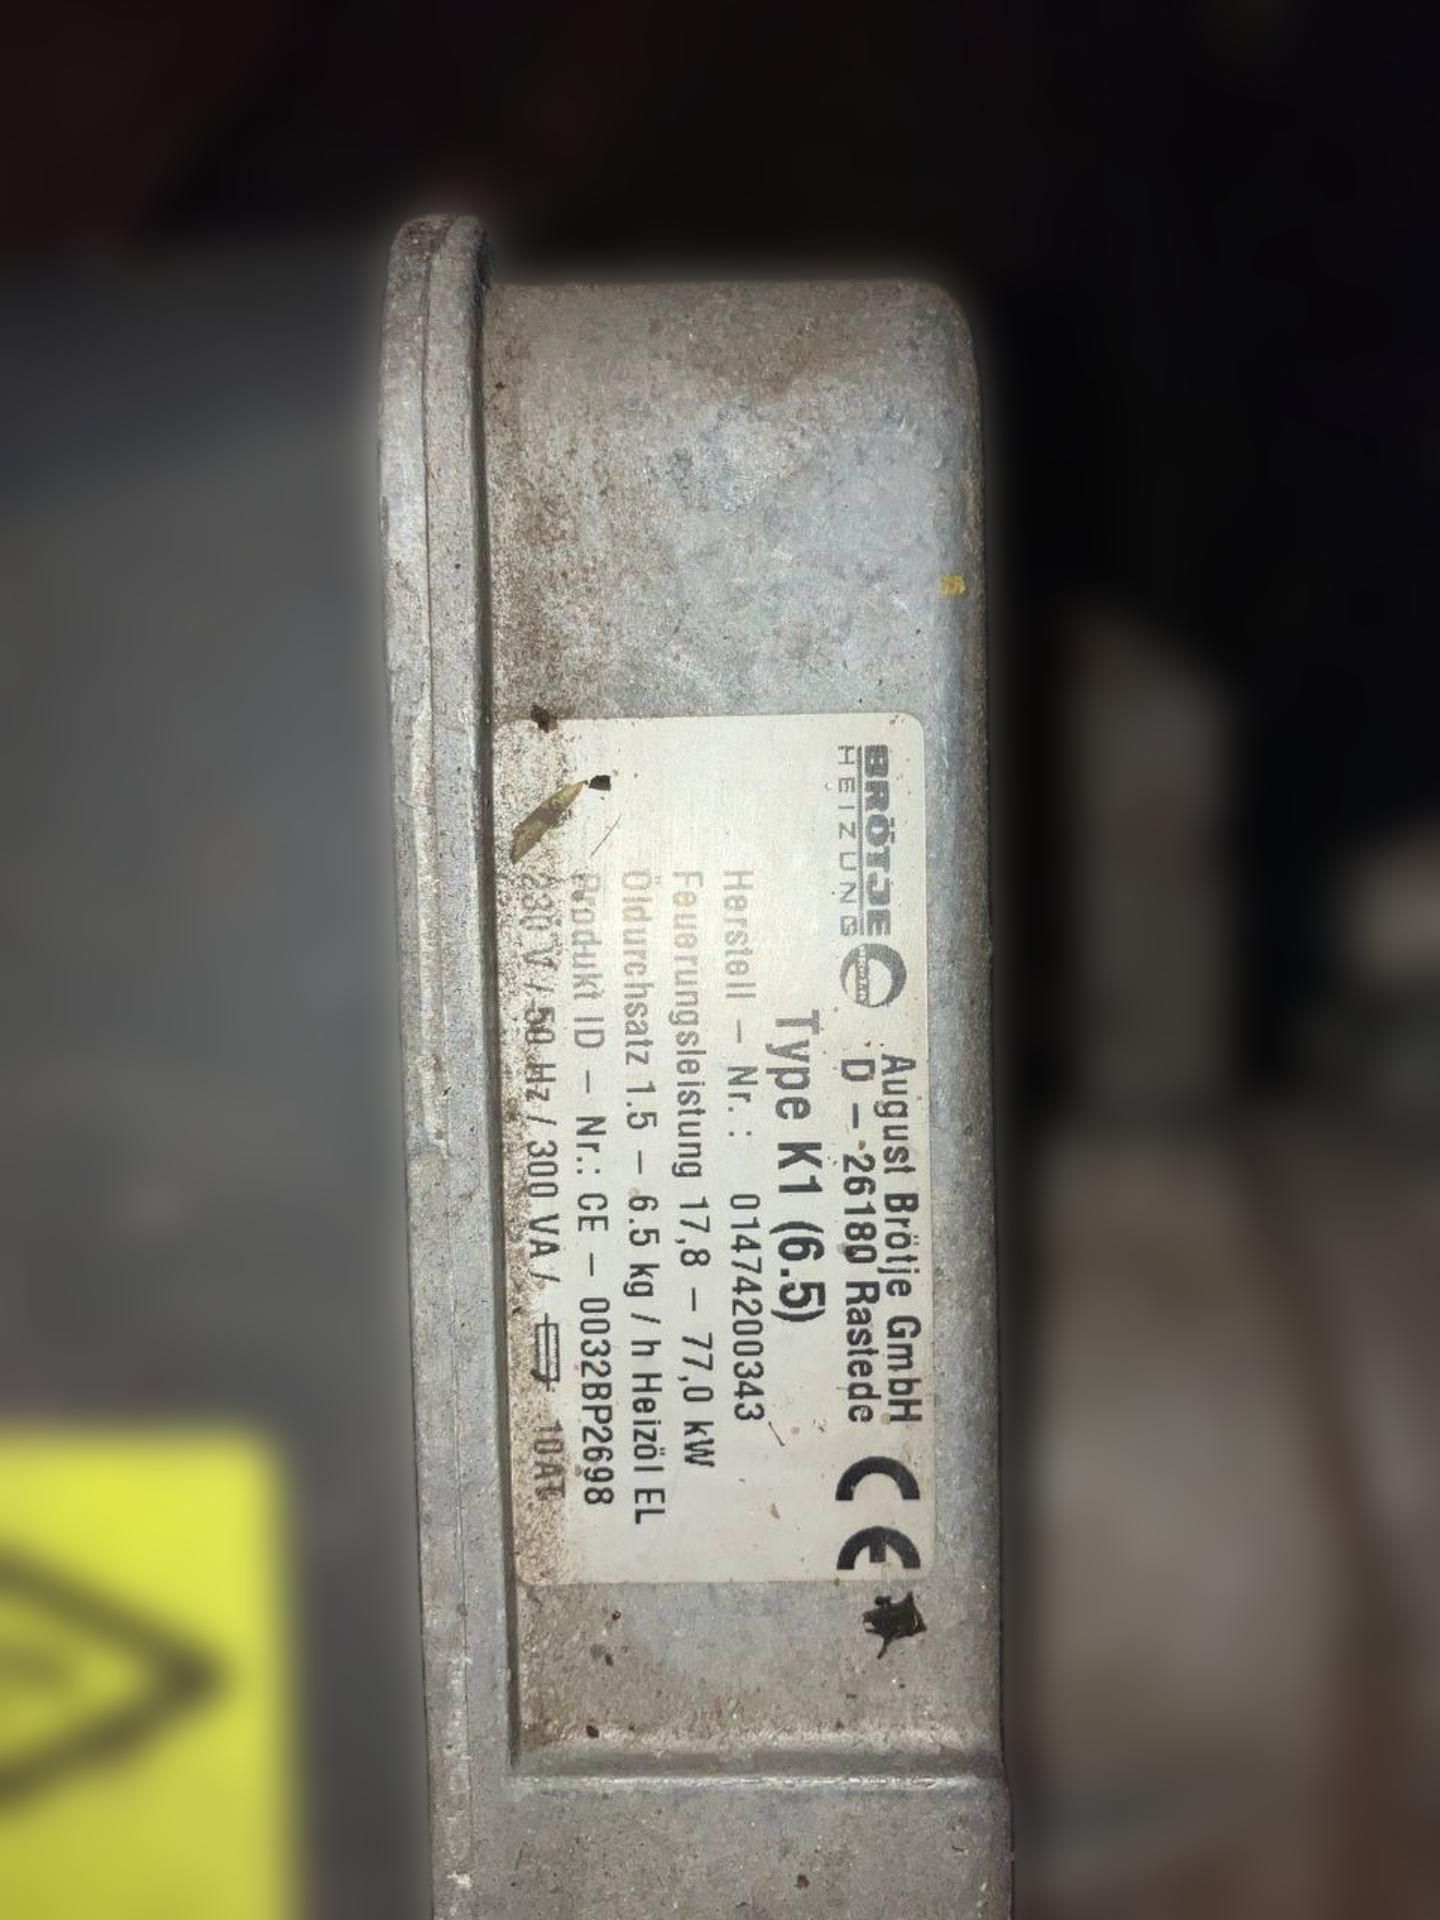 BRÖTJE
HEIZUNG
August Brötje GmbH
D - 26180 Rastede
CE
Type K1 (6.5)
Herstell - Nr. : 01474200343
Feuerungsleistung 17,8 - 77,0 kW
Öldurchsatz 1.5 - 6.5 kg / h Heizöl EL
Produkt ID - Nr.: CE - 0032BP2698
230 V / 50 Hz / 300 VA / 10AT